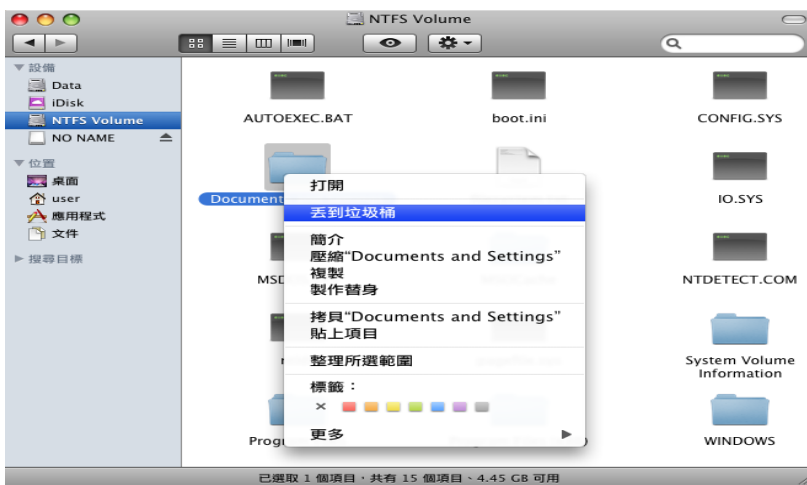 NTFS Volume
設備
Data
iDisk
NTFS Volume
NO NAME
位置
桌面
user
應用程式
文件
搜尋目標
AUTOEXEC.BAT
boot.ini
CONFIG.SYS
Document
IO.SYS
MSD
NTDETECT.COM
System Volume
Information
Prog
WINDOWS
打開
丟到垃圾桶
簡介
壓縮“Documents and Settings”
複製
製作替身
拷貝“Documents and Settings”
貼上項目
整理所選範圍
標籤：
更多
已選取 1 個項目，共有 15 個項目、4.45 GB 可用